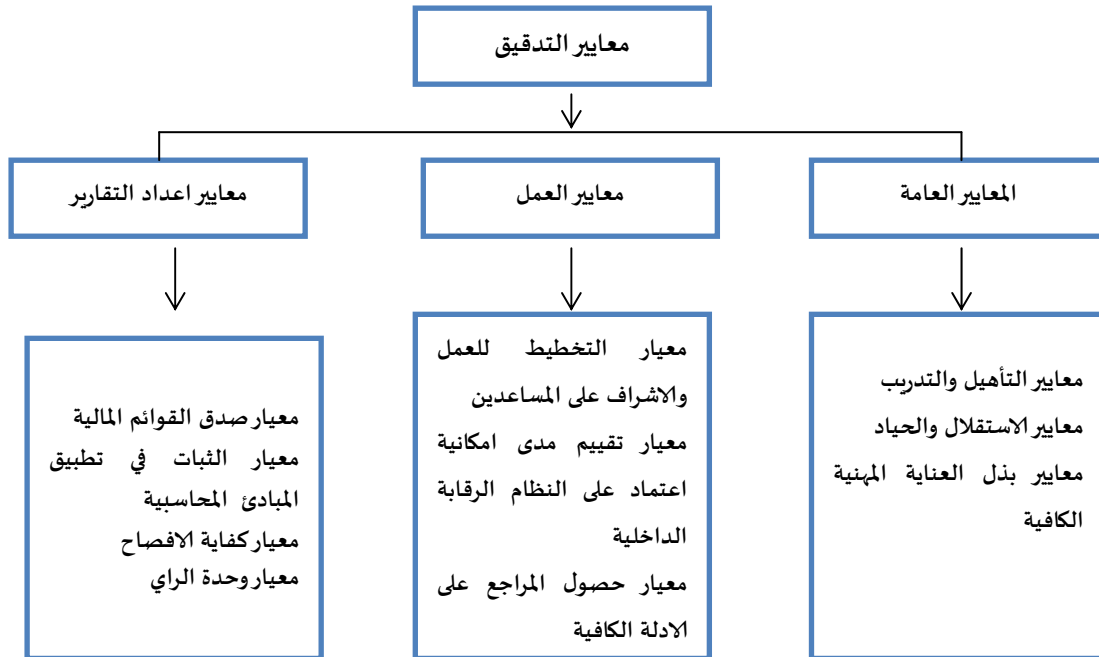 معايير التدقيق
المعايير العامة
معايير العمل
معايير اعداد التقارير
معايير التأهيل والتدريب
معايير الاستقلال والحياد
معايير بذل العناية المهنية
الكافية
معيار التخطيط للعمل
والاشراف على المساعدين
معيار تقييم مدى امكانية
اعتماد على النظام الرقابة
الداخلية
معيار حصول المراجع على
الادلة الكافية
معيار صدق القوائم المالية
معيار الثبات في تطبيق
المبادئ المحاسبية
معيار كفاية الافصاح
معيار وحدة الراي